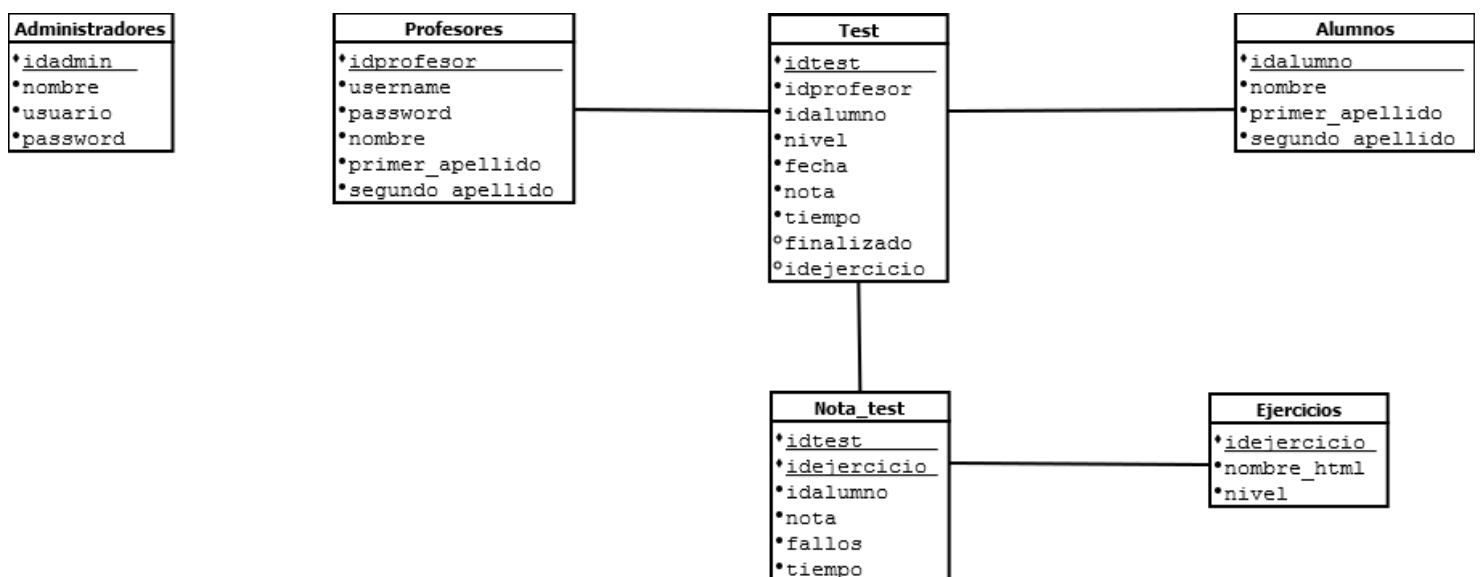 Administradores
idadmin
nombre
usuario
password
Profesores
idprofesor
username
password
nombre
primer_apellido
segundo apellido
Test
idtest
idprofesor
idalumno
nivel
fecha
nota
tiempo
finalizado
idejercicio
Alumnos
idalumno
nombre
primer_apellido
segundo apellido
Nota_test
idtest
idejercicio
idalumno
nota
fallos
tiempo
Ejercicios
idejercicio
nombre_html
nivel